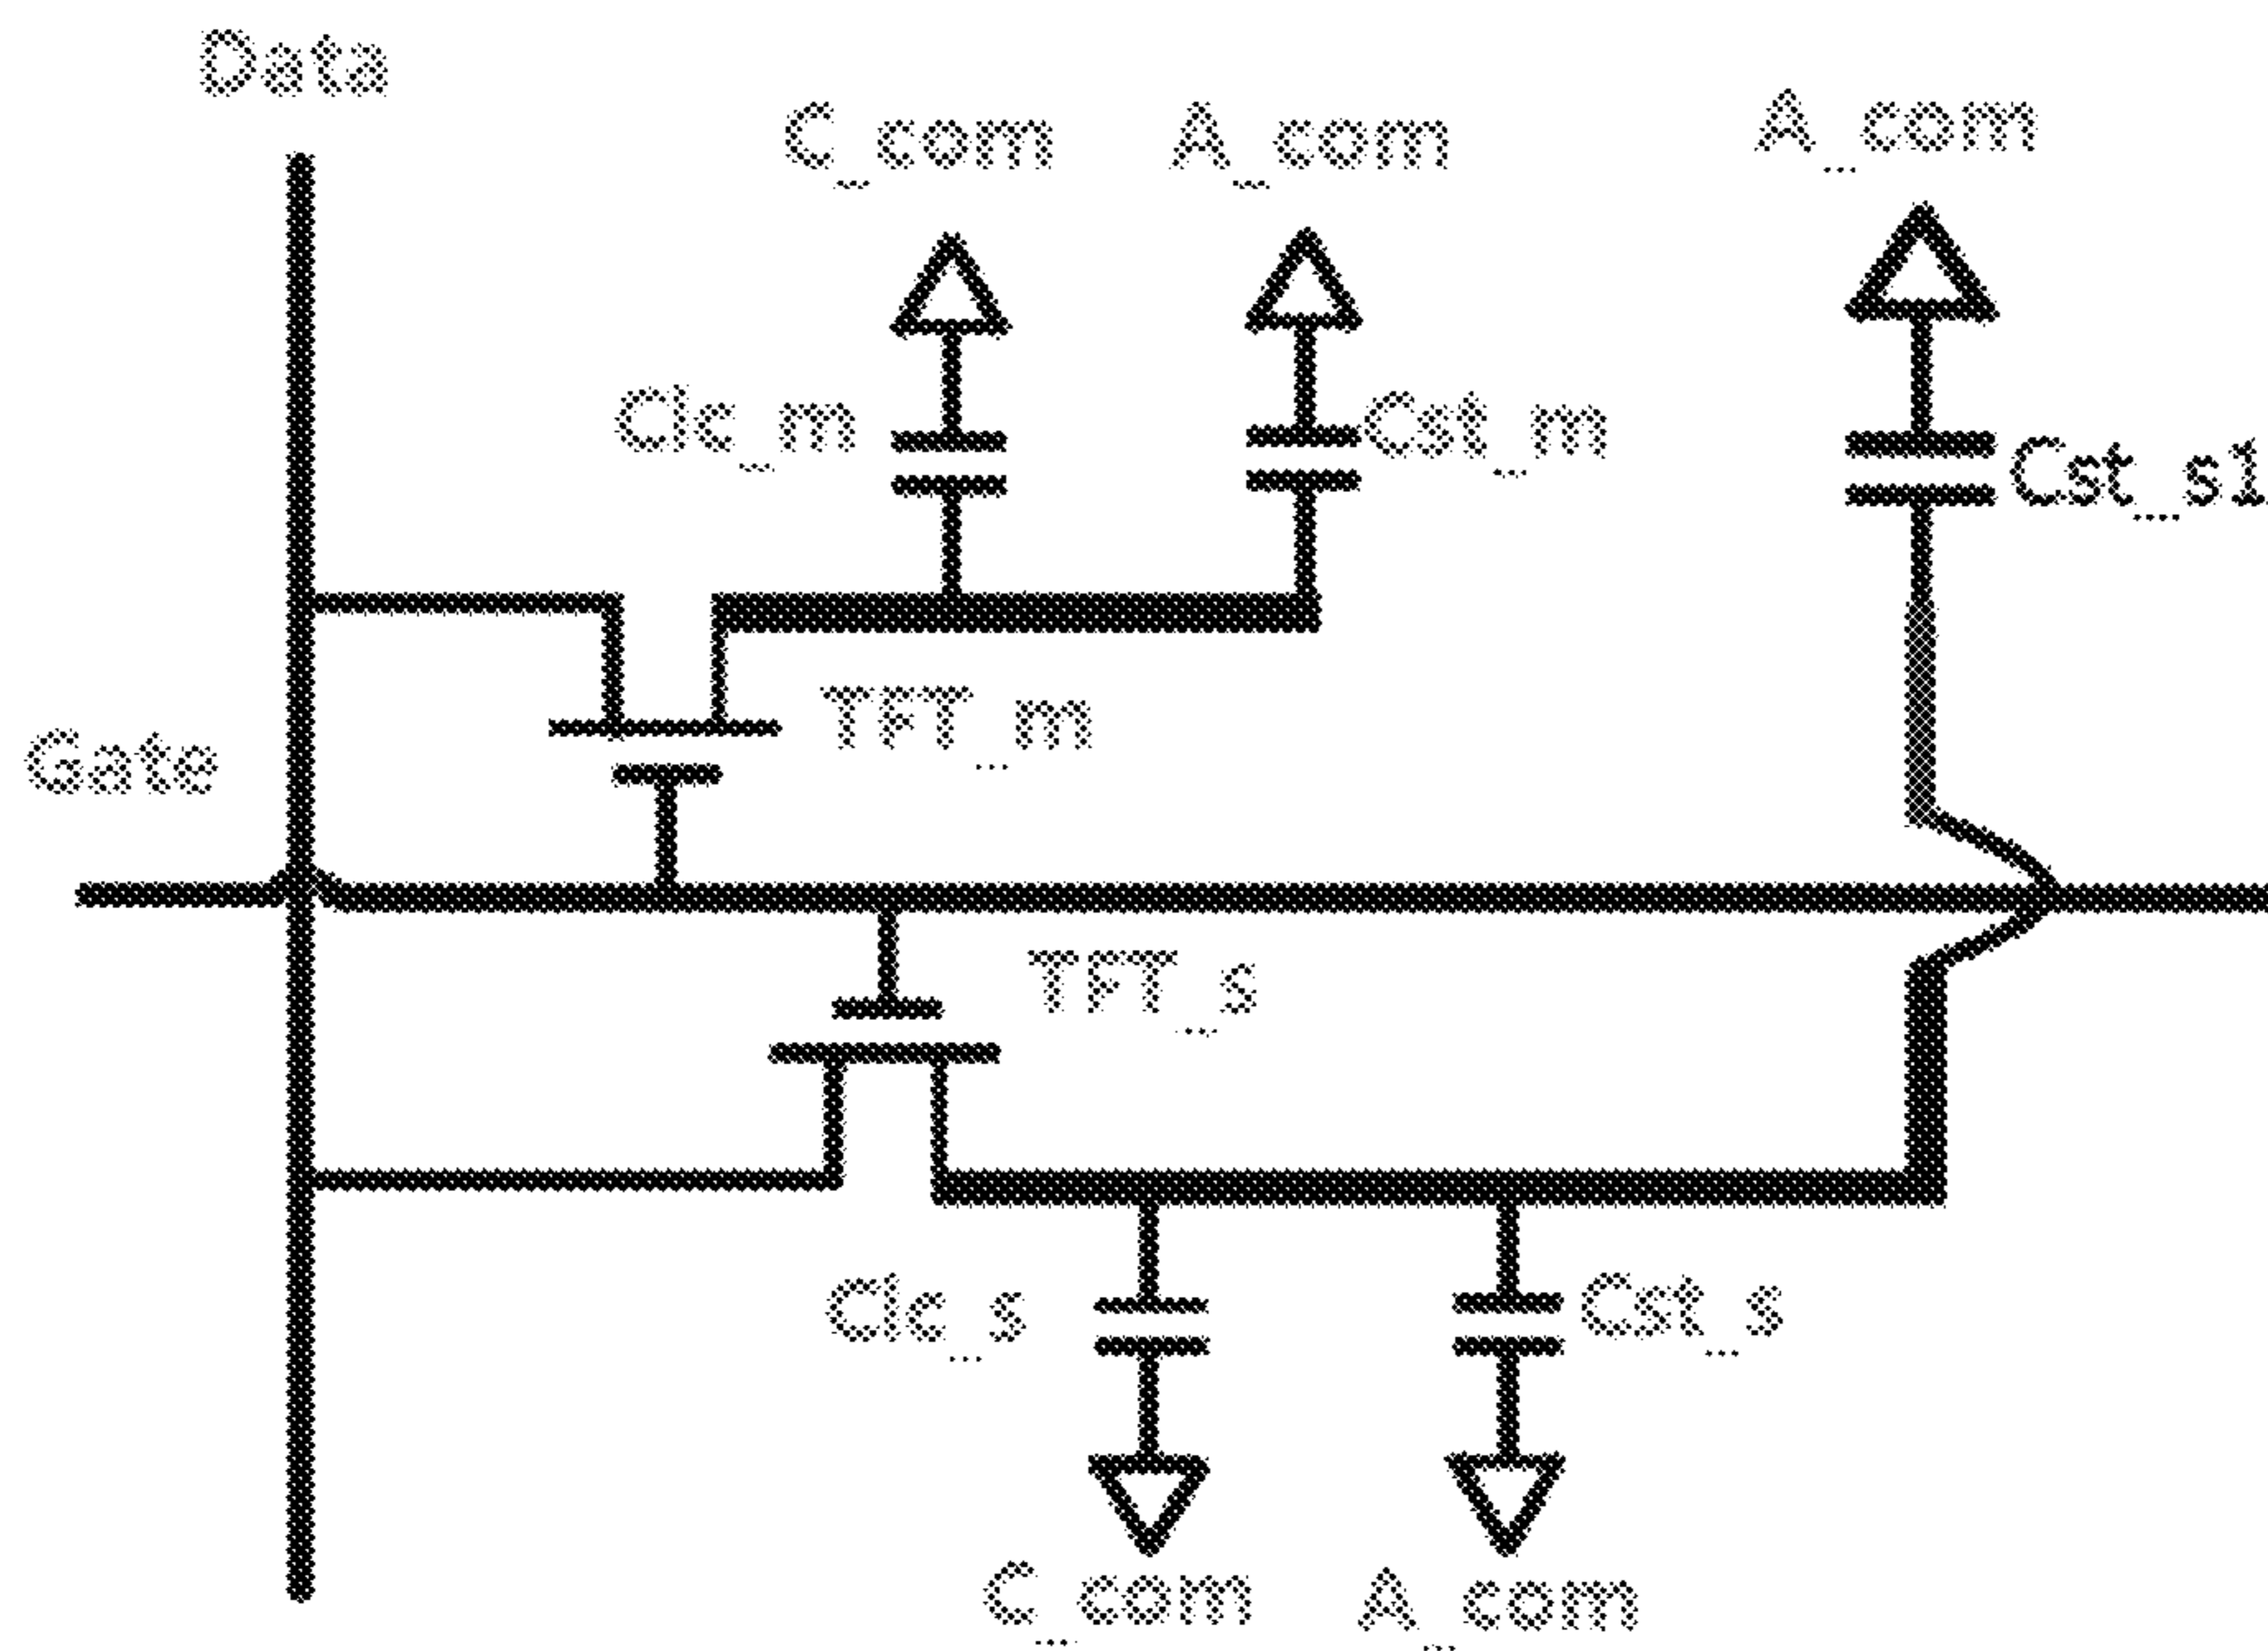 Data
C_com
A_com
A_com
Clc_m
Cst_m
Cst_s1
TFT_m
Gate
TFT_s
Clc_s
Cst_s
C_com
A_com